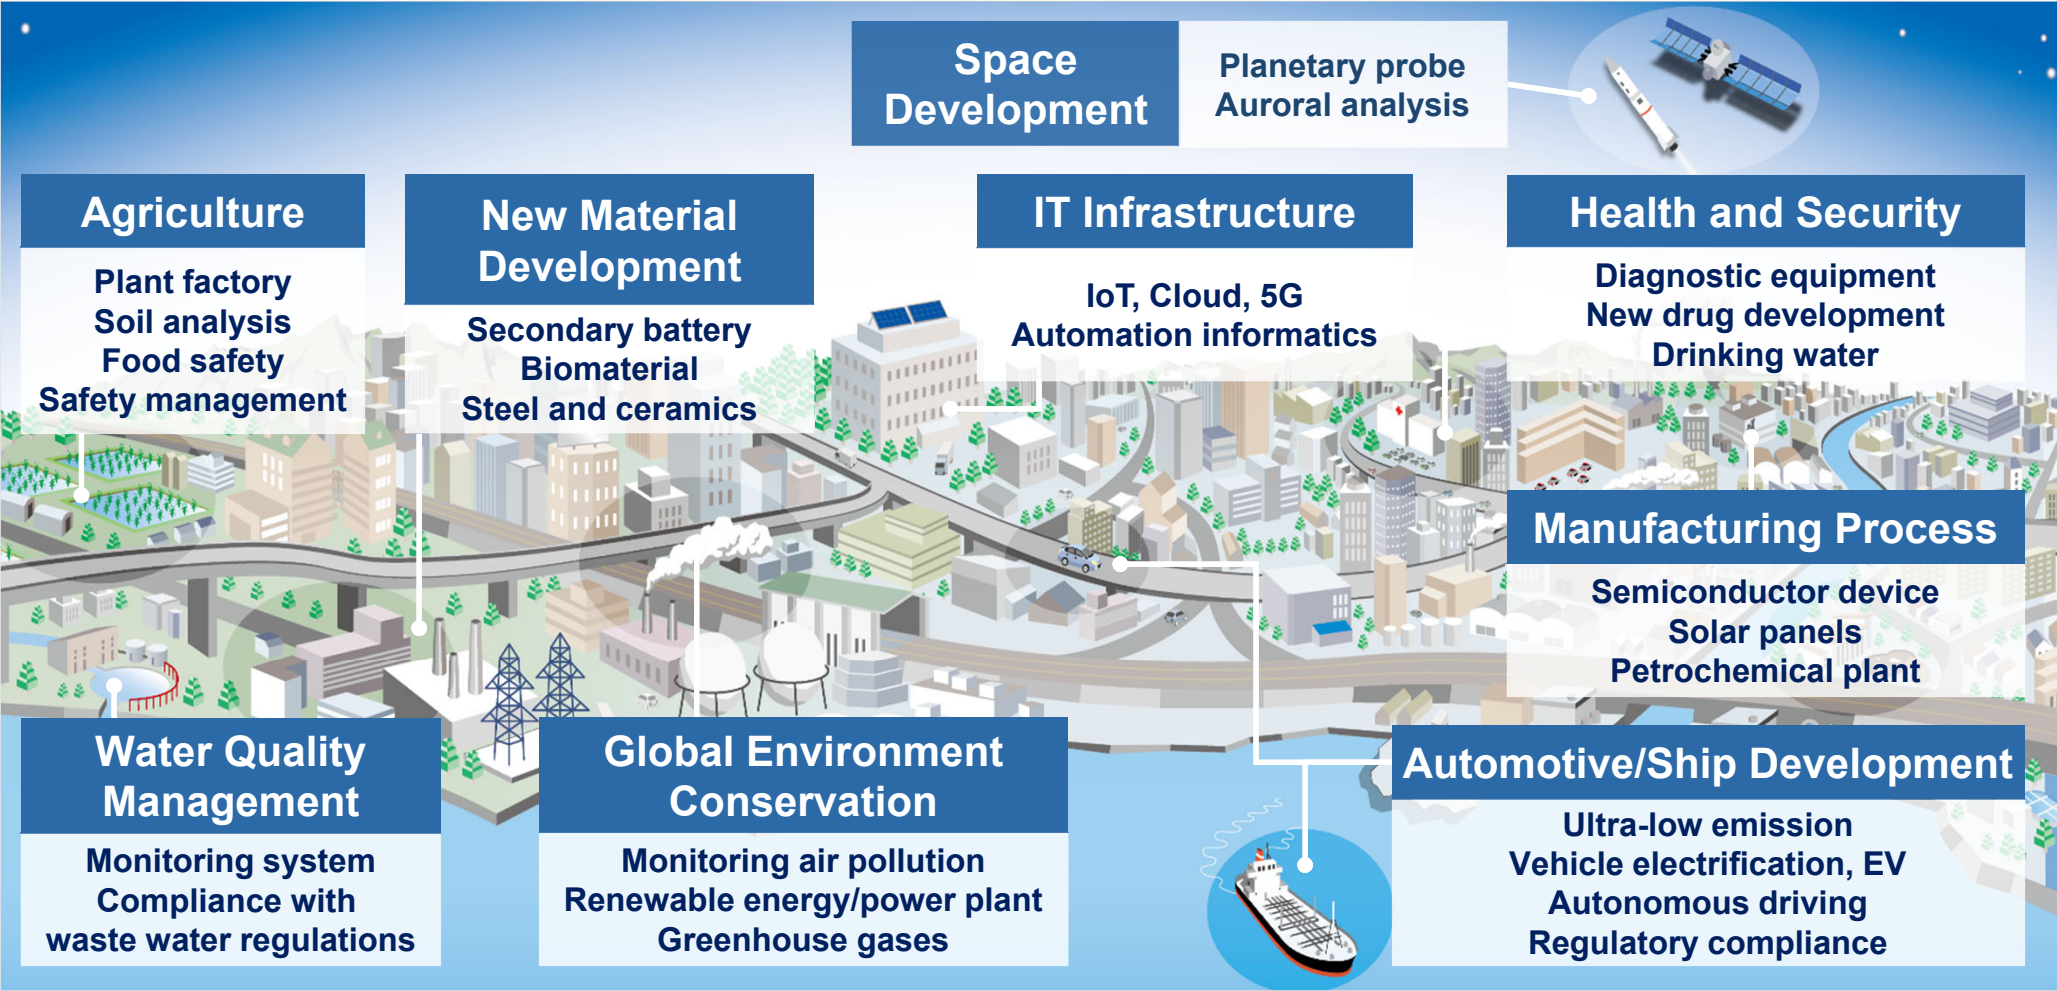 Space
Development
Planetary probe
Auroral analysis
Agriculture
Plant factory
Soil analysis
Food safety
Safety management
New Material
Development
Secondary battery
Biomaterial
Steel and ceramics
IT Infrastructure
IoT, Cloud, 5G
Automation informatics
Health and Security
Diagnostic equipment
New drug development
Drinking water
Manufacturing Process
Semiconductor device
Solar panels
Petrochemical plant
Water Quality
Management
Monitoring system
Compliance with
waste water regulations
Global Environment
Conservation
Monitoring air pollution
Renewable energy/power plant
Greenhouse gases
Automotive/Ship Development
Ultra-low emission
Vehicle electrification, EV
Autonomous driving
Regulatory compliance